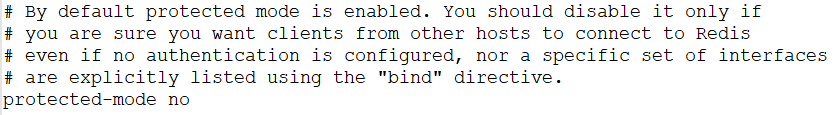 # By default protected mode is enabled. You should disable it only if
# you are sure you want clients from other hosts to connect to Redis
# even if no authentication is configured, nor a specific set of interfaces
# are explicitly listed using the "bind" directive.
protected-mode no